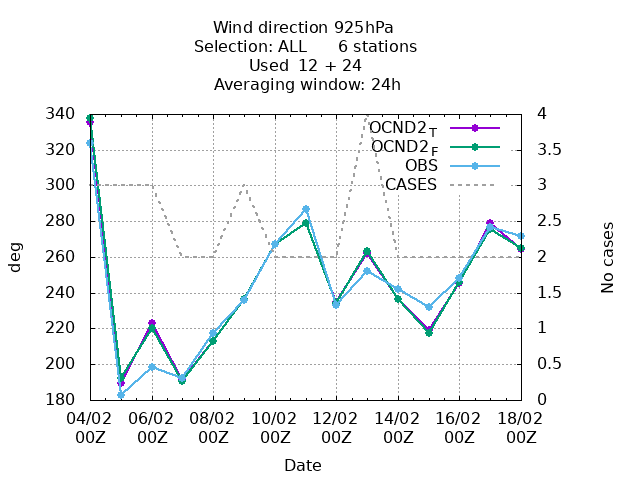 Wind direction 925hPa
Selection: ALL      6 stations
Used  12 + 24
Averaging window: 24h
340
320
300
280
260
240
220
200
180
4
3.5
3
2.5
2
1.5
1
0.5
0
OCND2T
OCND2F
OBS
CASES
deg
No cases
04/02 06/02 08/02 10/02 12/02 14/02 16/02 18/02
00Z 00Z 00Z 00Z 00Z 00Z 00Z 00Z
Date